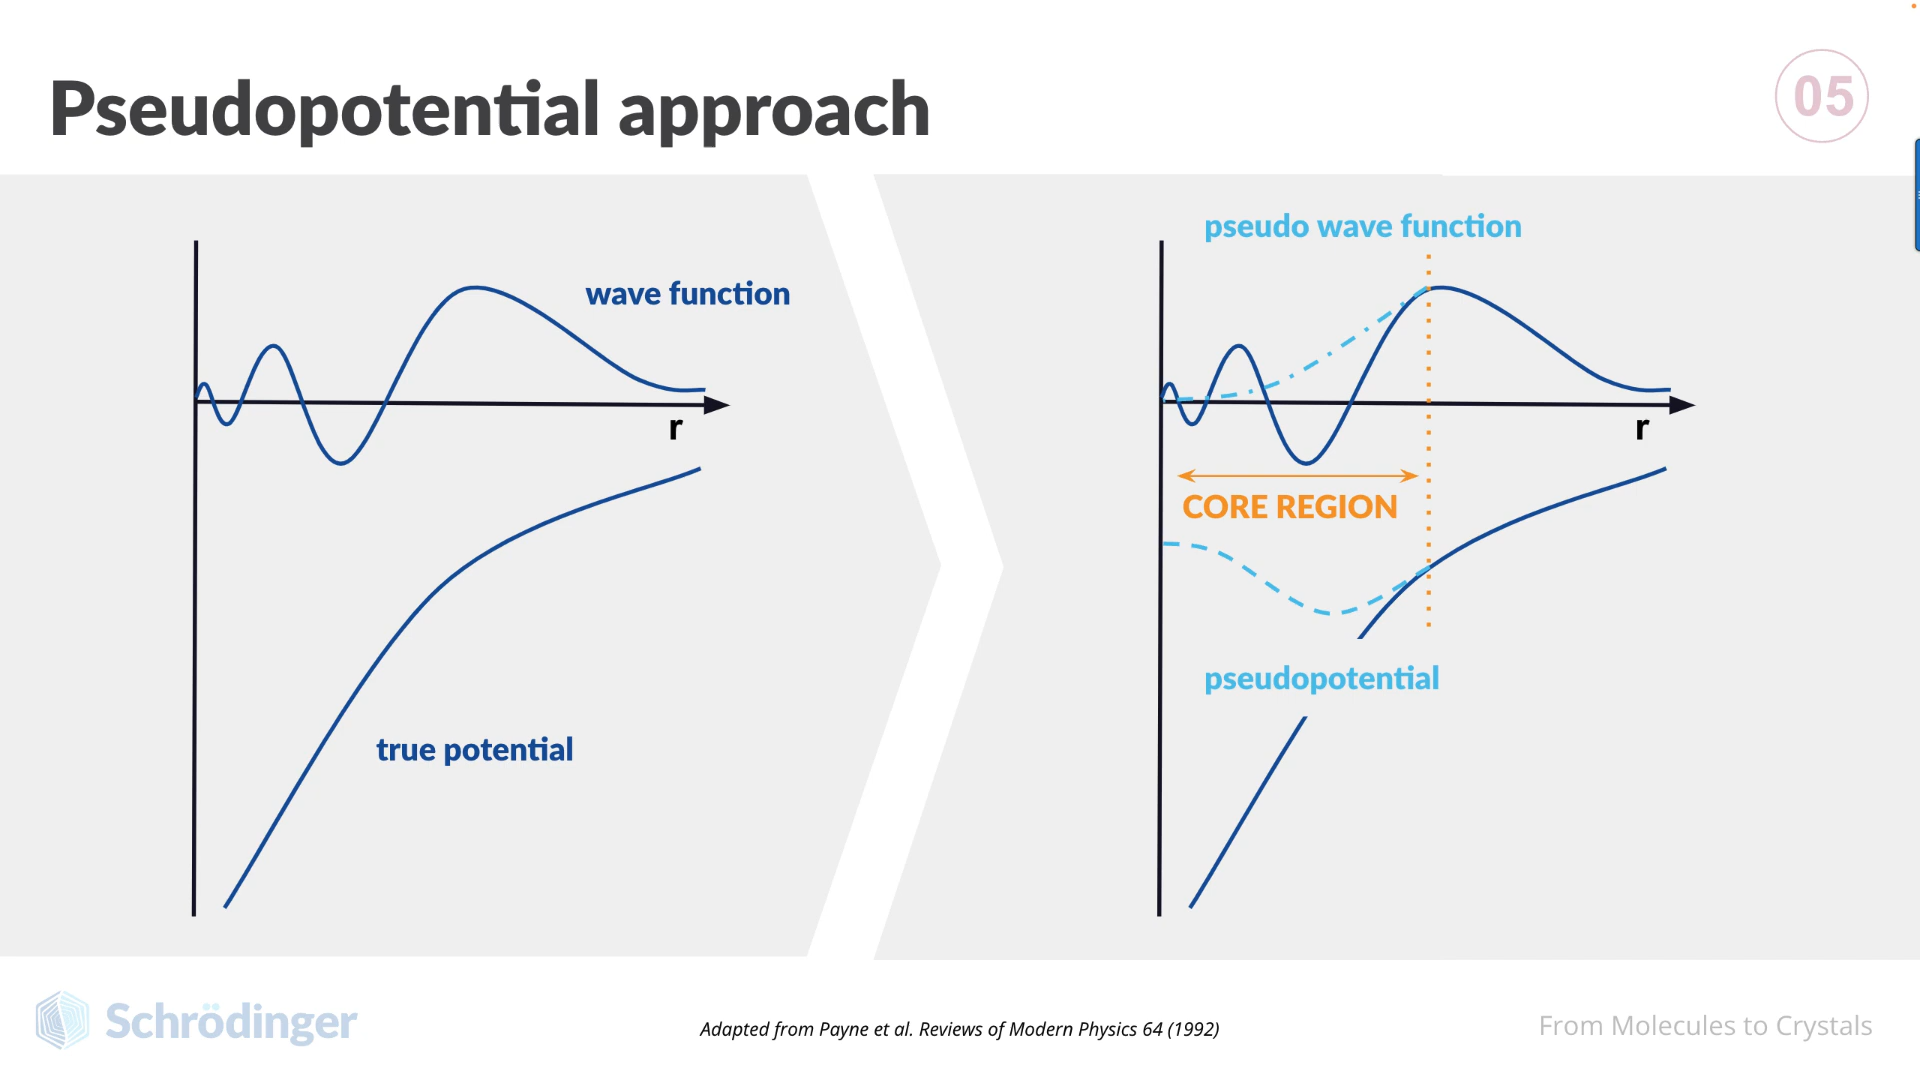 Pseudopotential approach
05
wave function
r
true potential
pseudo wave function
r
CORE REGION
pseudopotential
Schrödinger
Adapted from Payne et al. Reviews of Modern Physics 64 (1992)
From Molecules to Crystals